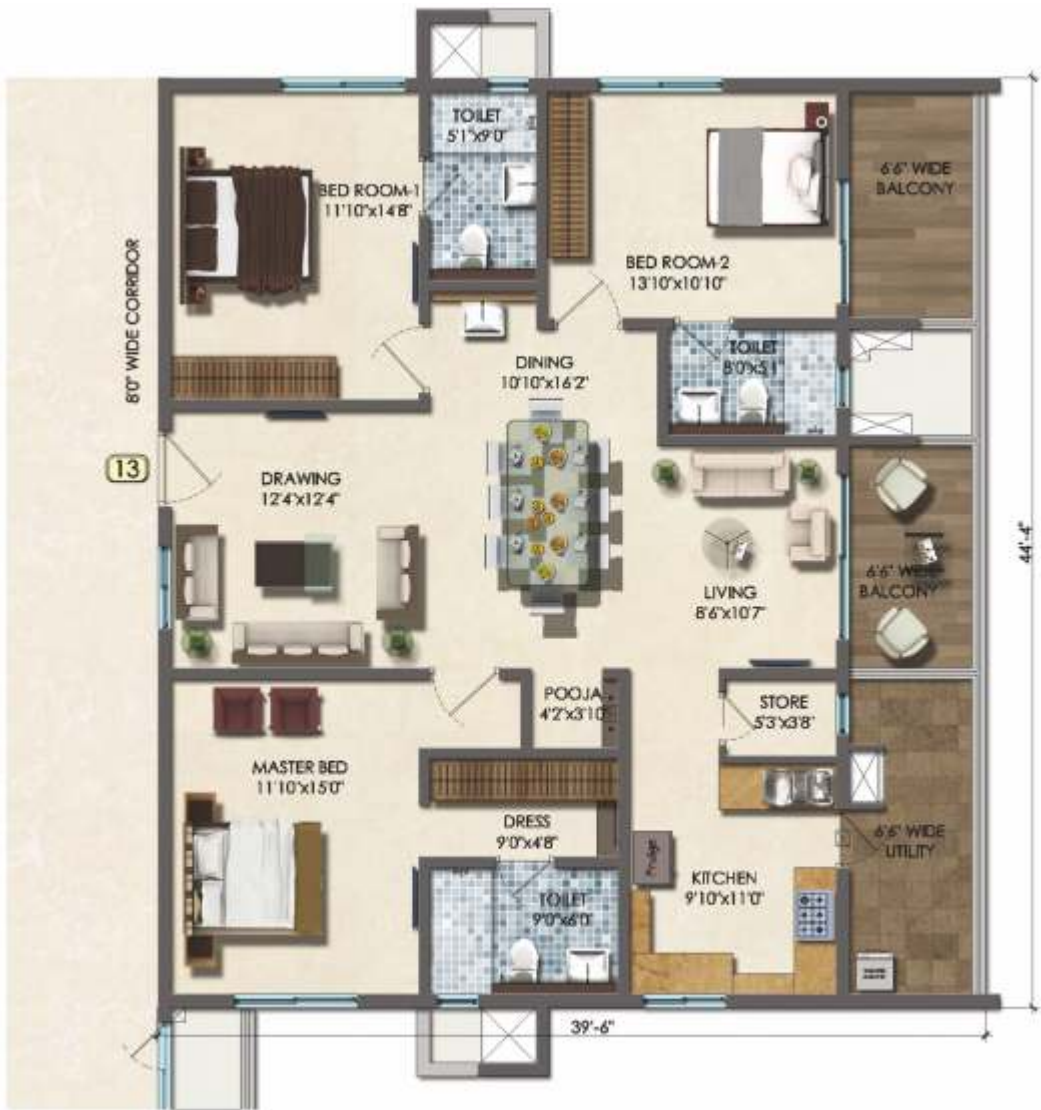 TOILET
5'1"x9'0"
BED ROOM-1
11'10"x14'8"
6'6" WIDE
BALCONY
BED ROOM-2
13'10"x10'10"
8'0" WIDE CORRIDOR
TOILET
8'0"x5'1
DINING
10'10"x16'2"
13
DRAWING
12'4"x12'4"
44'-4"
LIVING
8'6"x10'7"
6'6" WIDE
BALCONY
POOJA
4'2"x3'10"
STORE
5'3"x3'8"
MASTER BED
11'10"x15'0"
DRESS
9'0"x4'8"
6'6" WIDE
UTILITY
Fridge
KITCHEN
9'10"x11'0"
TOILET
9'0"x6'0"
39'-6"